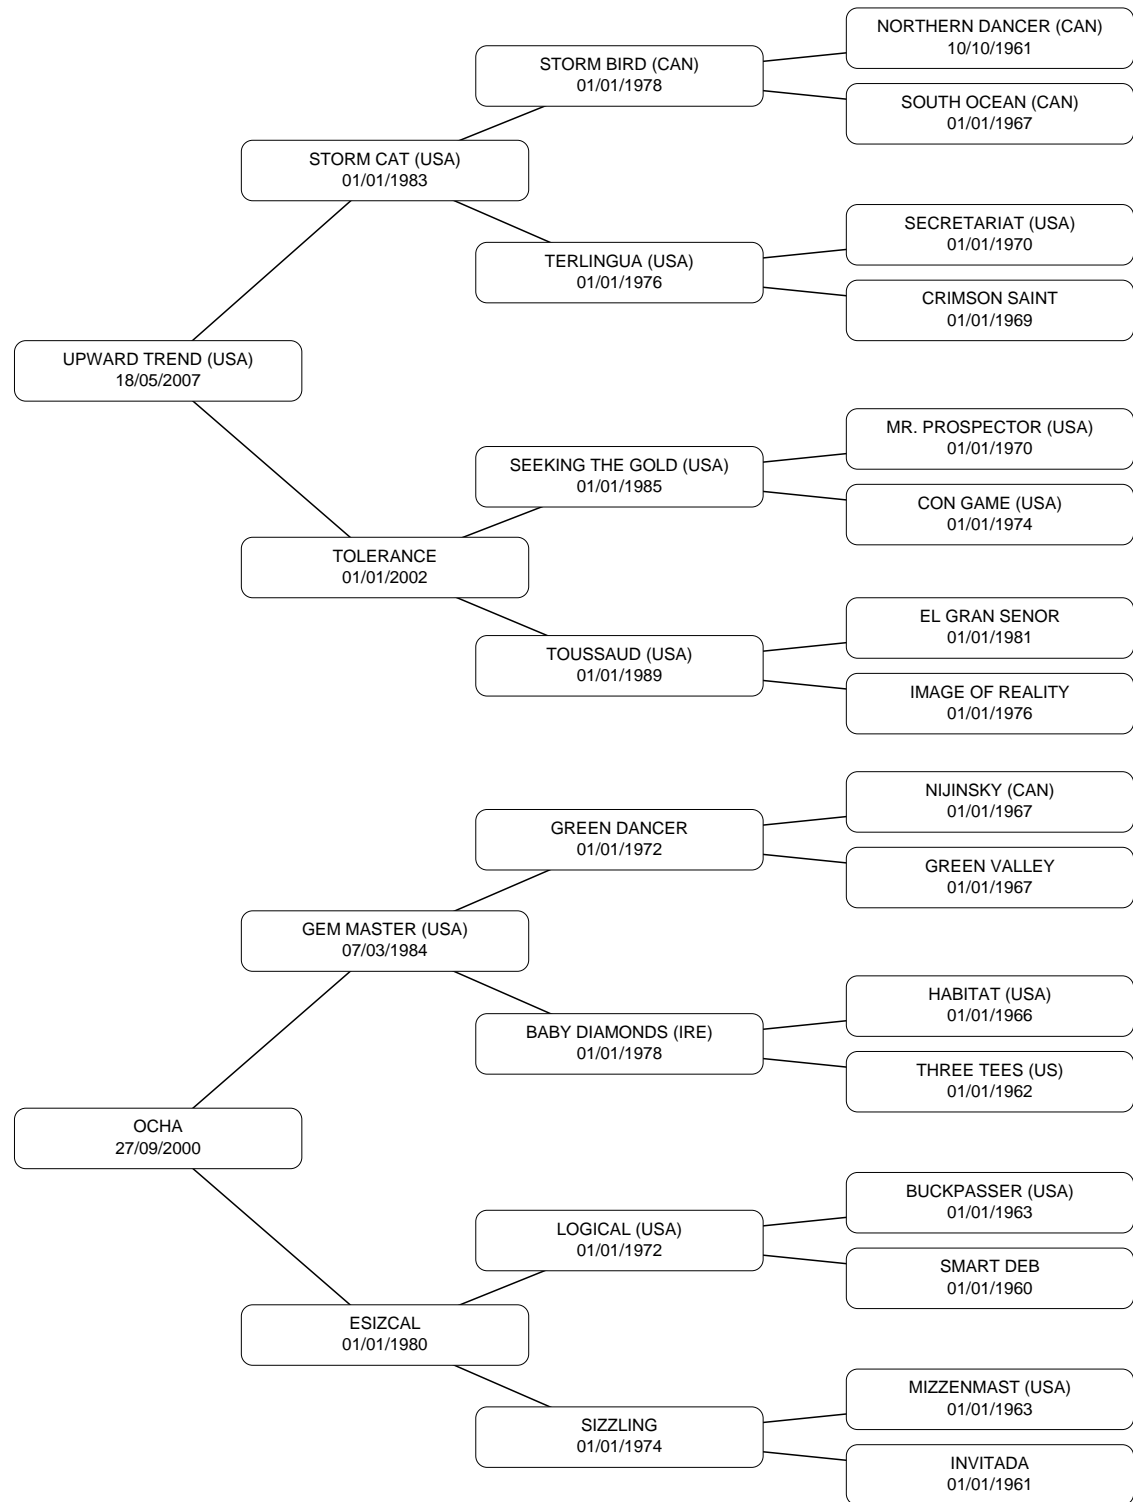 NORTHERN DANCER (CAN)
10/10/1961
STORM BIRD (CAN)
01/01/1978
SOUTH OCEAN (CAN)
01/01/1967
STORM CAT (USA)
01/01/1983
SECRETARIAT (USA)
01/01/1970
TERLINGUA (USA)
01/01/1976
CRIMSON SAINT
01/01/1969
UPWARD TREND (USA)
18/05/2007
MR. PROSPECTOR (USA)
01/01/1970
SEEKING THE GOLD (USA)
01/01/1985
CON GAME (USA)
01/01/1974
TOLERANCE
01/01/2002
EL GRAN SENOR
01/01/1981
TOUSSAUD (USA)
01/01/1989
IMAGE OF REALITY
01/01/1976
NIJINSKY (CAN)
01/01/1967
GREEN DANCER
01/01/1972
GREEN VALLEY
01/01/1967
GEM MASTER (USA)
07/03/1984
HABITAT (USA)
01/01/1966
BABY DIAMONDS (IRE)
01/01/1978
THREE TEES (US)
01/01/1962
OCHA
27/09/2000
BUCKPASSER (USA)
01/01/1963
LOGICAL (USA)
01/01/1972
SMART DEB
01/01/1960
ESIZCAL
01/01/1980
MIZZENMAST (USA)
01/01/1963
SIZZLING
01/01/1974
INVITADA
01/01/1961